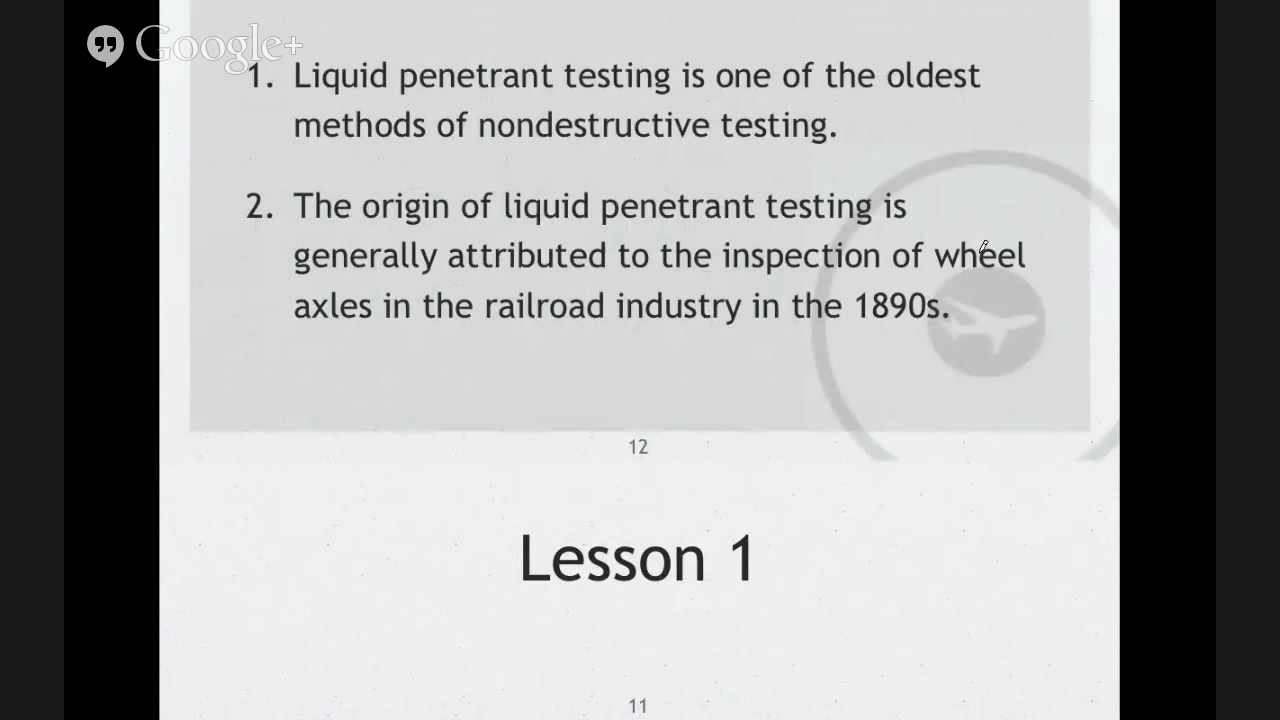 Google+
1. Liquid penetrant testing is one of the oldest
methods of nondestructive testing.
2. The origin of liquid penetrant testing is
generally attributed to the inspection of wheel
axles in the railroad industry in the 1890s.
12
Lesson 1
11